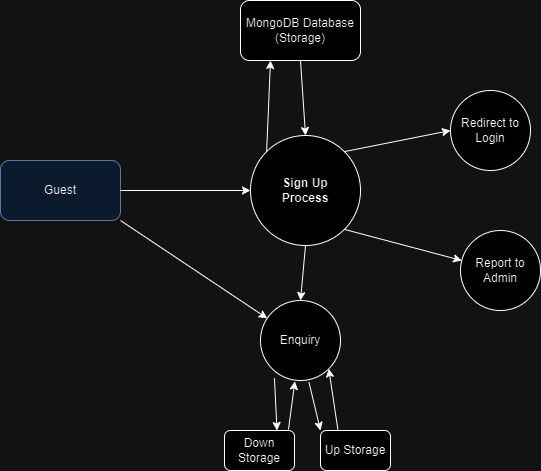 MongoDB Database
(Storage)
Redirect to
Login
Guest
Sign Up
Process
Report to
Admin
Enquiry
Down
Storage
Up Storage